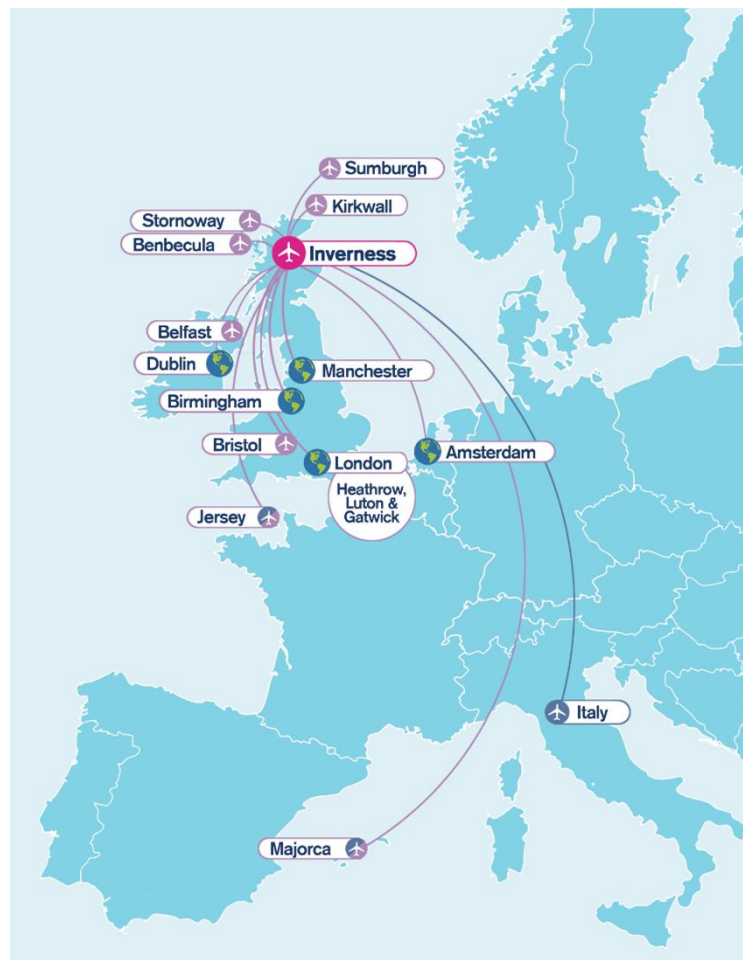 Sumburgh
Kirkwall
Stornoway
Benbecula
Inverness
Belfast
Dublin
Manchester
Birmingham
Bristol
London
Amsterdam
Heathrow,
Luton &
Gatwick
Jersey
Italy
Majorca